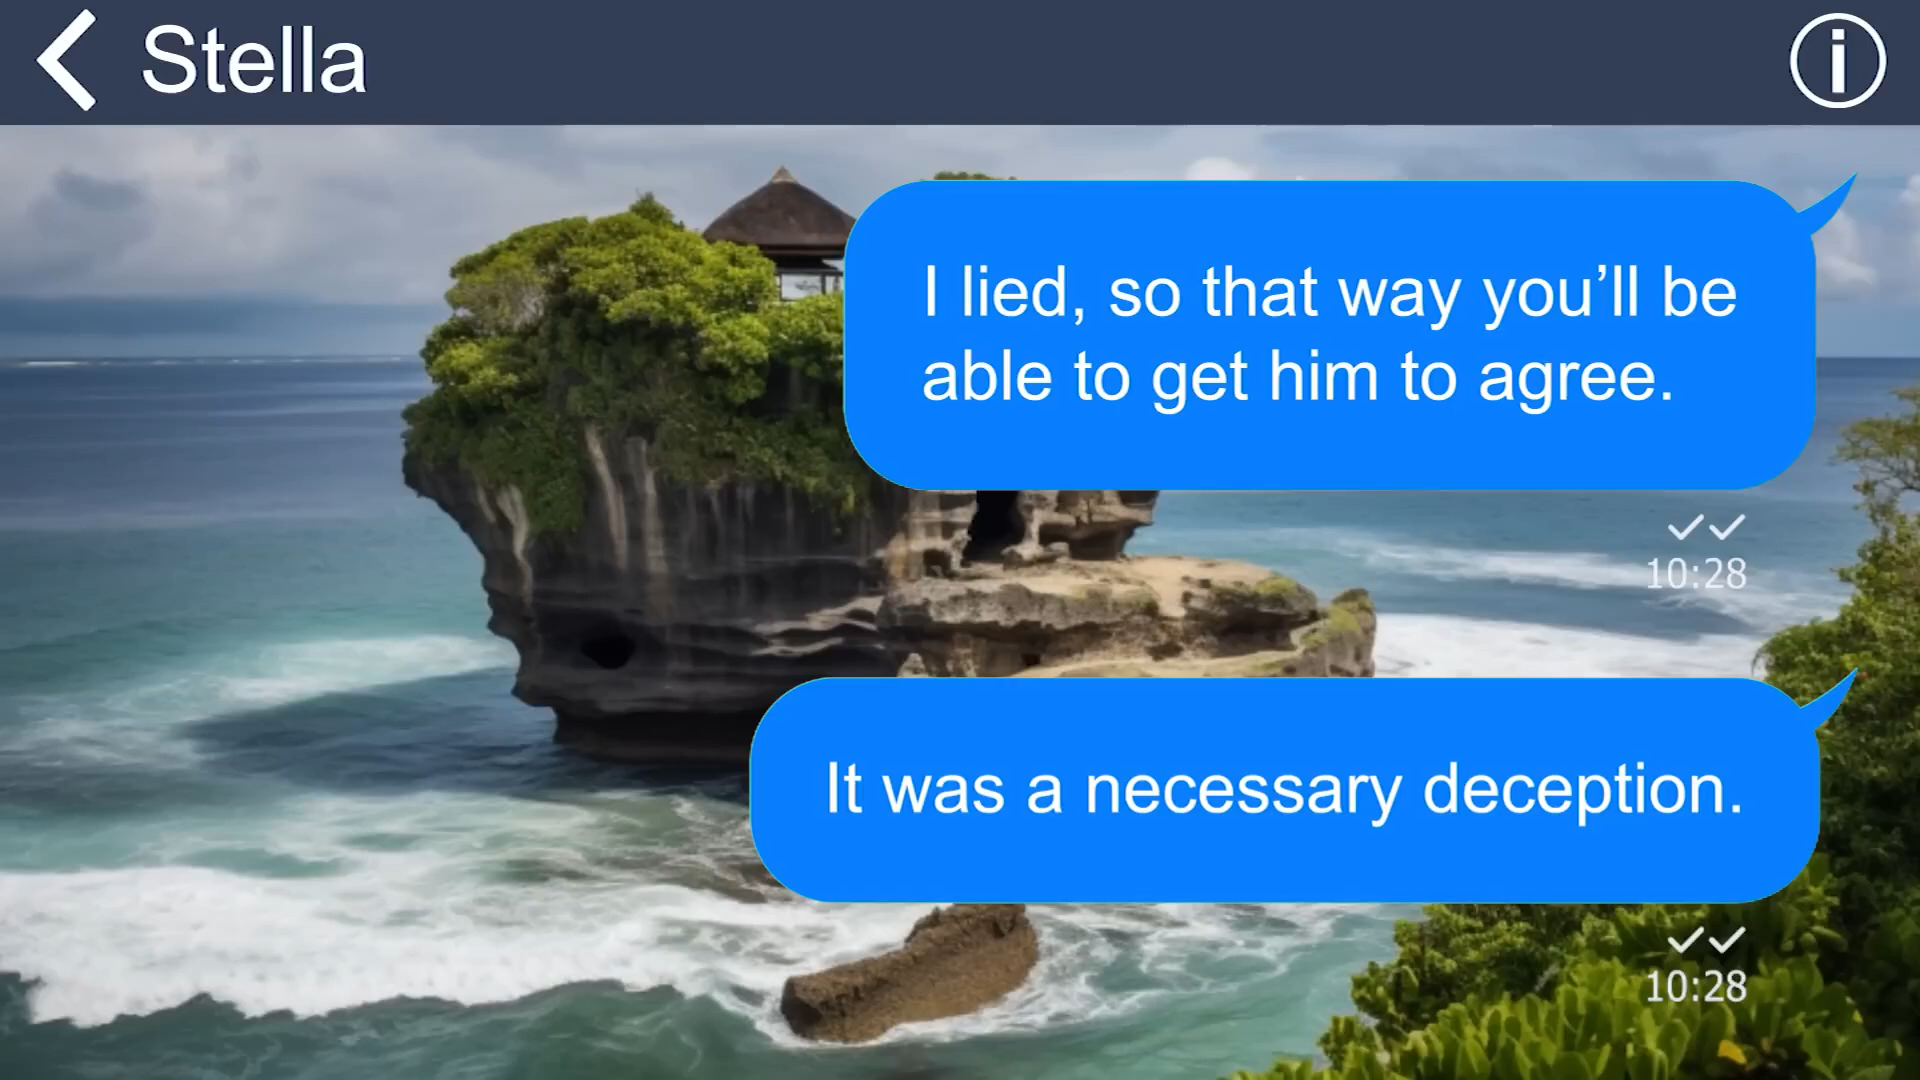 Stella
I lied, so that way you’ll be
able to get him to agree.
10:28
It was a necessary deception.
10:28